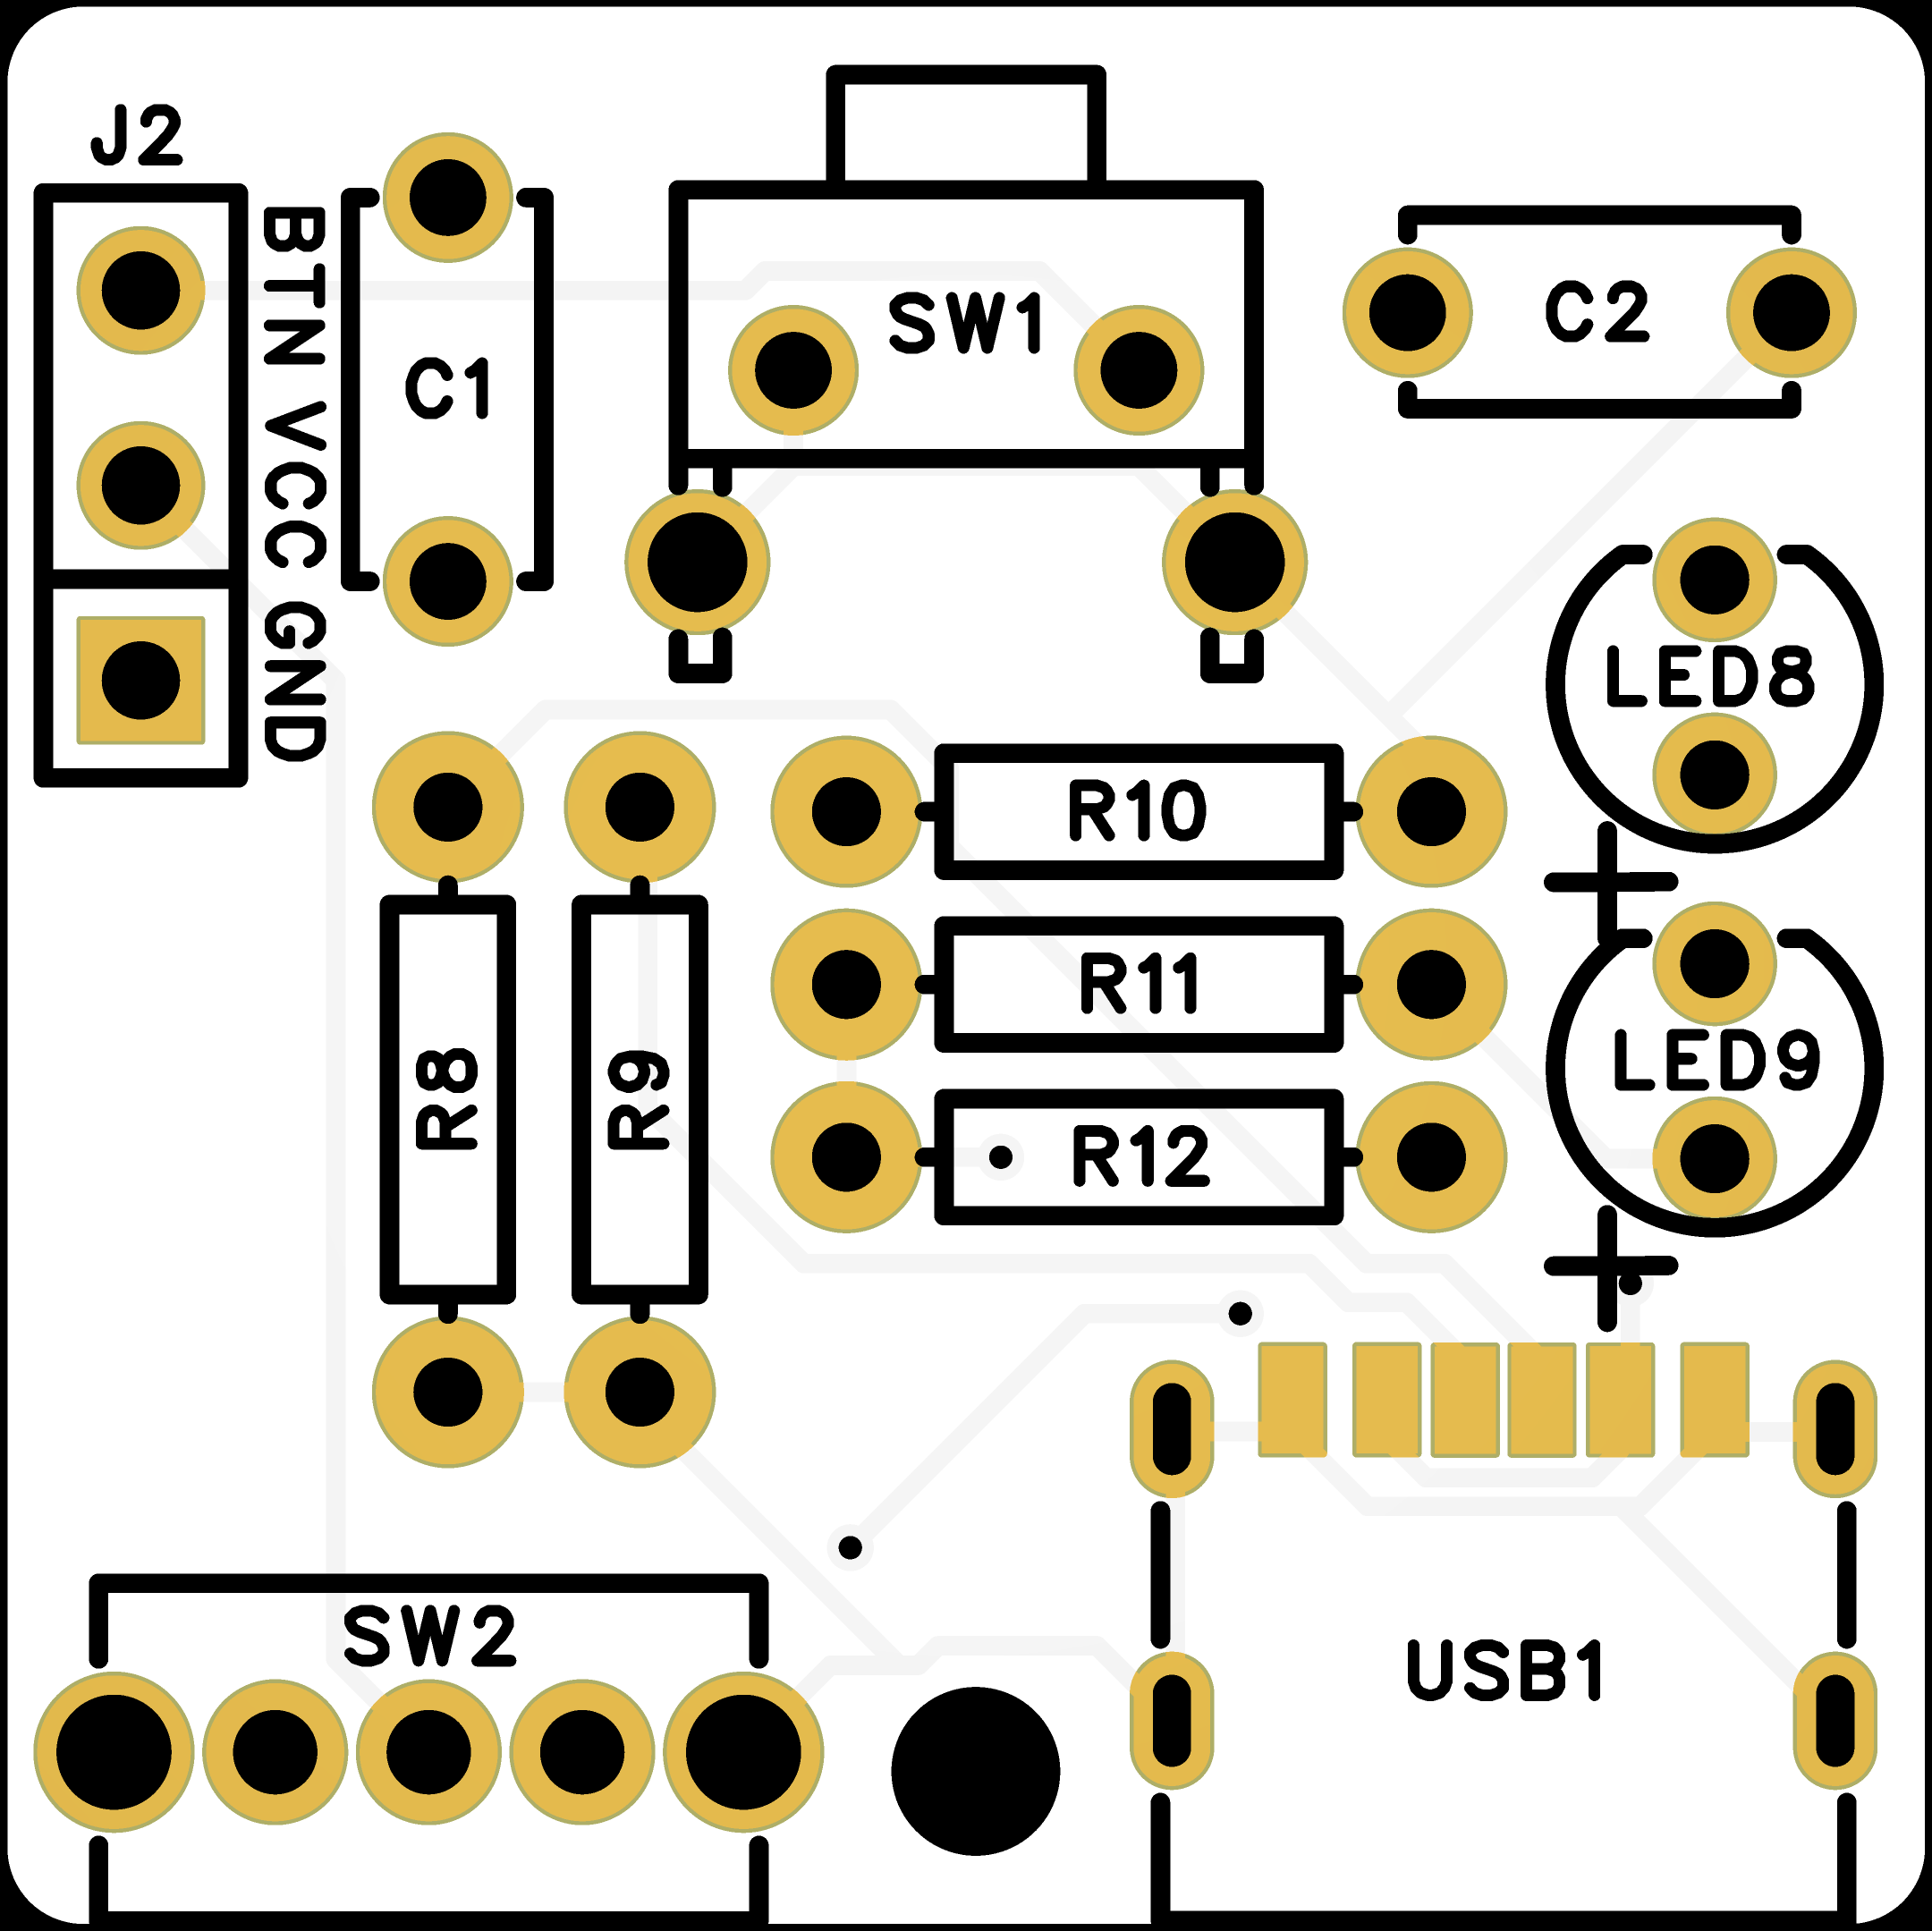 J2
BTN VCC GND
C1
SW1
C2
LED8
R10
R11
LED9
R8
R9
R12
SW2
USB1